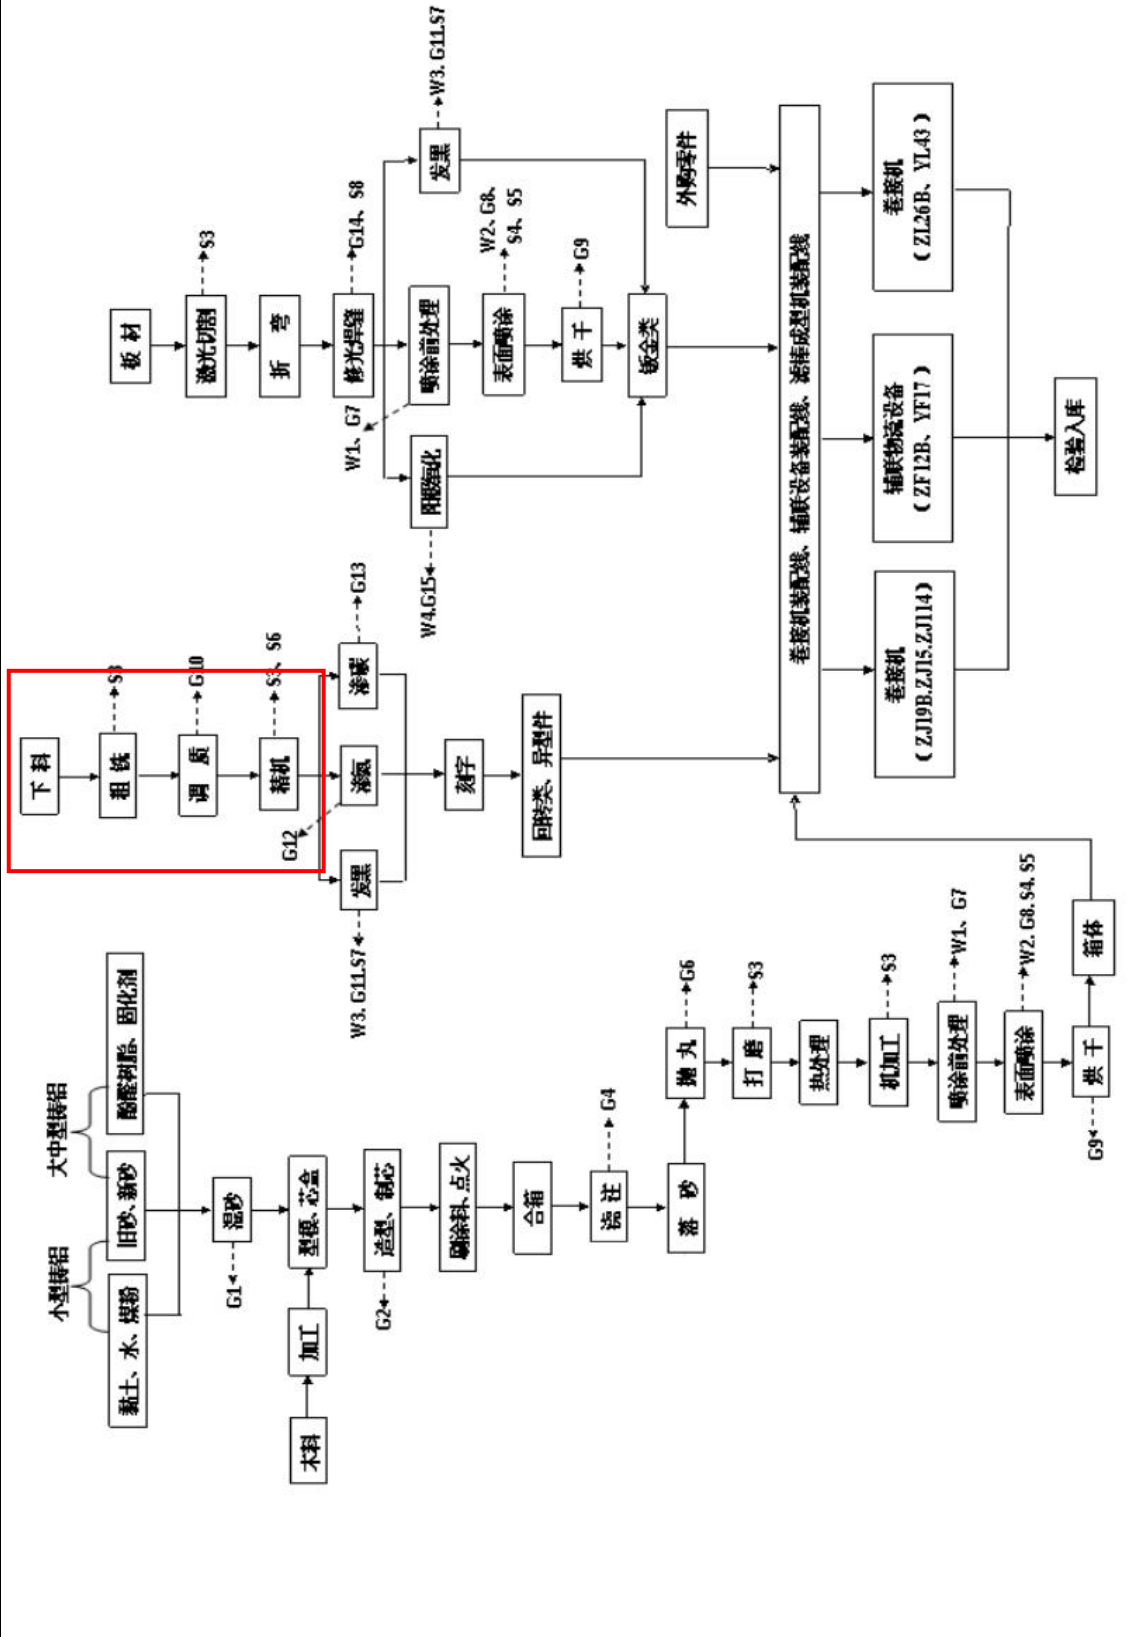 大中型铸铝
小型铸铝
酚醛树脂、固化剂
旧砂、新砂
黏土、水、煤粉
混砂
G1
木料
加工
型模、芯盒
造型、制芯
G2
刷涂料、点火
合箱
浇注
G4
落砂
抛丸
G6
打磨
S3
热处理
机加工
S3
喷涂前处理
W1、G7
表面喷涂
W2. G8. S4. S5
烘干
G9
箱体
下料
粗铣
S3
调质
G10
精机
S3、S6
发黑
W3. G11.S7
渗氮
G12
渗碳
G13
刻字
回转类、异型件
板材
激光切割
S3
折弯
修光焊缝
G14、S8
阳极氧化
W4.G15
喷涂前处理
W1、G7
表面喷涂
W2、G8、
S4、S5
烘干
G9
发黑
W3. G11.S7
钣金类
外购零件
卷接机装配线、辅联设备装配线、滤棒成型机装配线
卷接机
（ZJ19B.ZJ15.ZJ114）
辅联物流设备
（ZF12B、YF17）
卷接机
（ZL26B、YL43）
检验入库